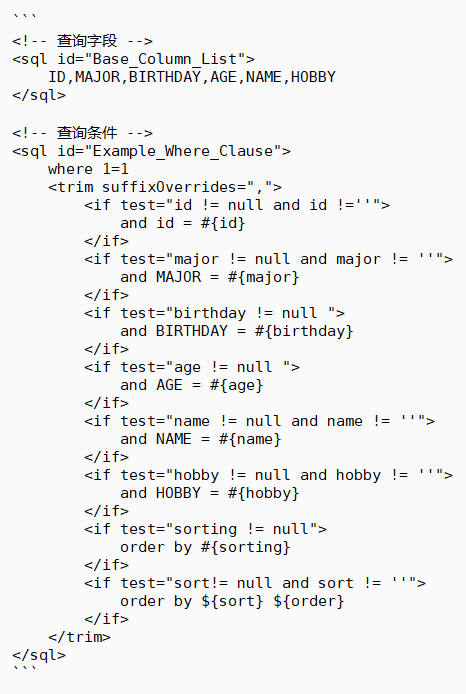 ```
<!-- 查询字段 -->
<sql id="Base_Column_List">
    ID,MAJOR,BIRTHDAY,AGE,NAME,HOBBY
</sql>

<!-- 查询条件 -->
<sql id="Example_Where_Clause">
    where 1=1
    <trim suffixOverrides=",">
        <if test="id != null and id !=''">
            and id = #{id}
        </if>
        <if test="major != null and major != ''">
            and MAJOR = #{major}
        </if>
        <if test="birthday != null ">
            and BIRTHDAY = #{birthday}
        </if>
        <if test="age != null ">
            and AGE = #{age}
        </if>
        <if test="name != null and name != ''">
            and NAME = #{name}
        </if>
        <if test="hobby != null and hobby != ''">
            and HOBBY = #{hobby}
        </if>
        <if test="sorting != null">
            order by #{sorting}
        </if>
        <if test="sort!= null and sort != ''">
            order by ${sort} ${order}
        </if>
    </trim>
</sql>
```